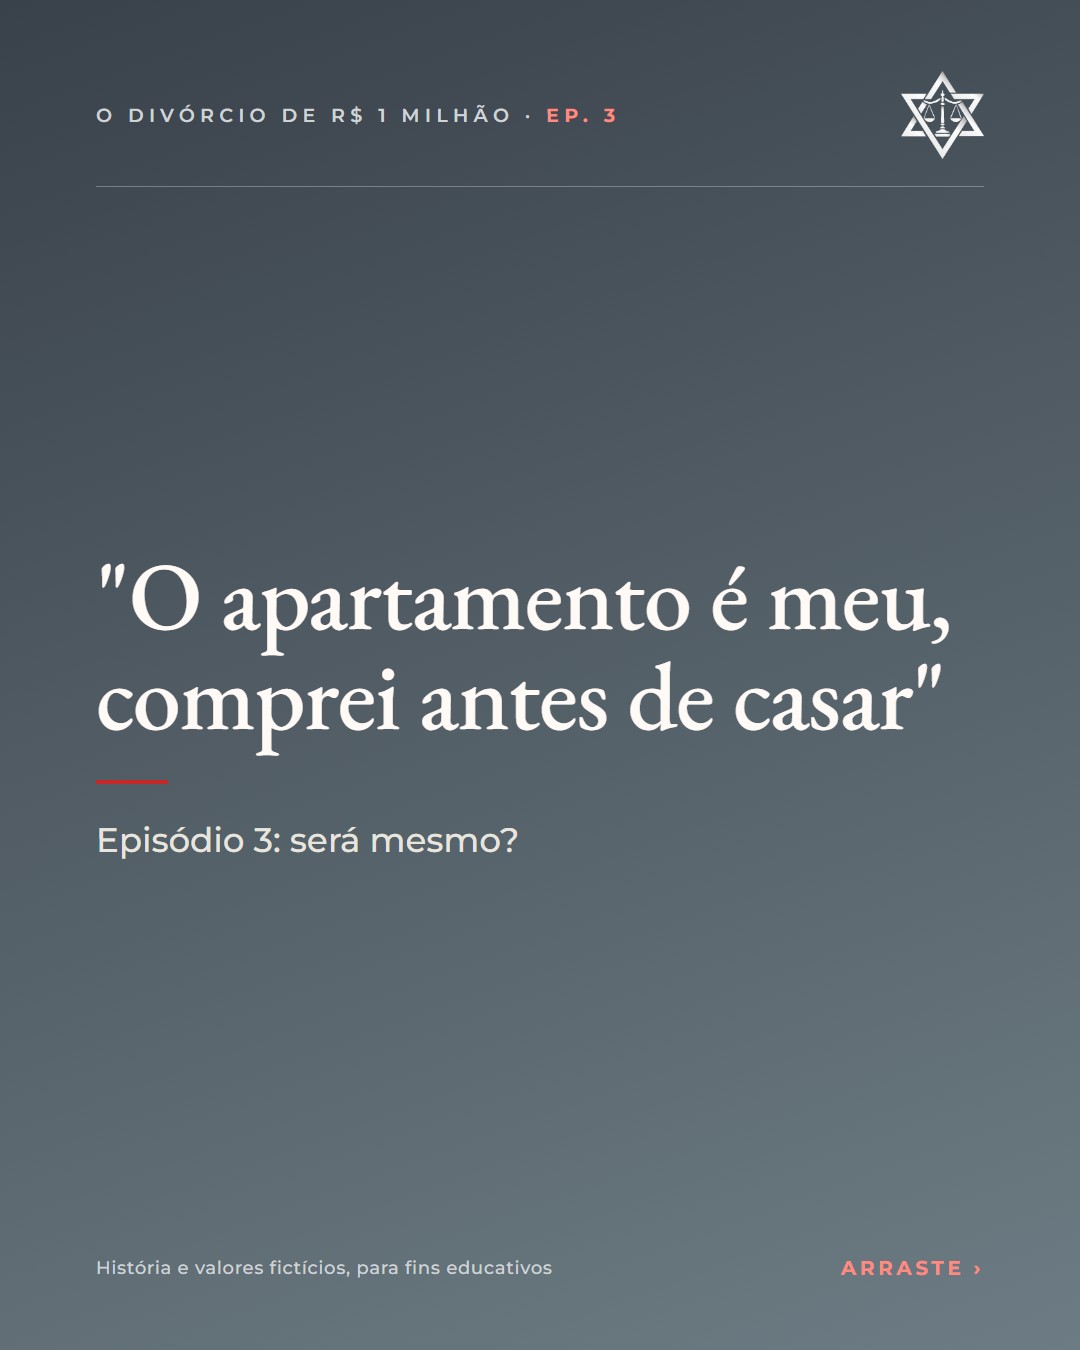 O DIVÓRCIO DE R$ 1 MILHÃO · EP. 3
"O apartamento é meu,
comprei antes de casar"
Episódio 3: será mesmo?
História e valores fictícios, para fins educativos
ARRASTE ›